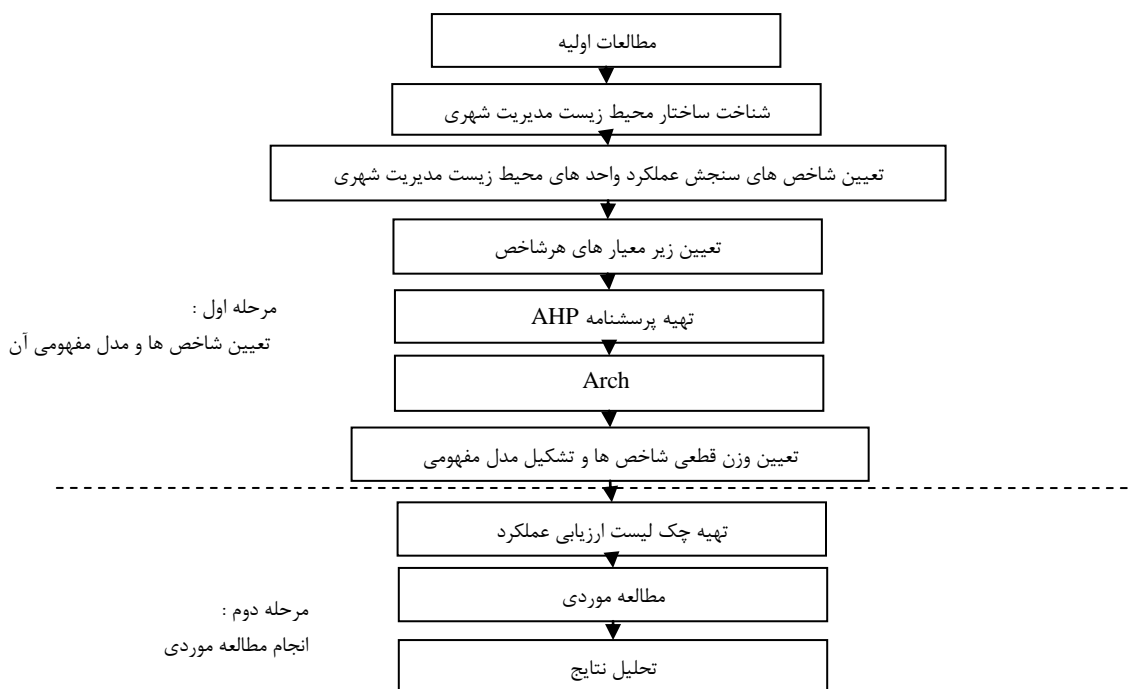 مطالعات اولیه
شناخت ساختار محیط زیست مدیریت شهری
تعیین شاخص های سنجش عملکرد واحد های محیط زیست مدیریت شهری
تعیین زیر معیار های هرشاخص
تهیه پرسشنامه AHP
Arch
تعیین وزن قطعی شاخص ها و تشکیل مدل مفهومی
مرحله اول :
تعیین شاخص ها و مدل مفهومی آن
تهیه چک لیست ارزیابی عملکرد
مطالعه موردی
تحلیل نتایج
مرحله دوم :
انجام مطالعه موردی